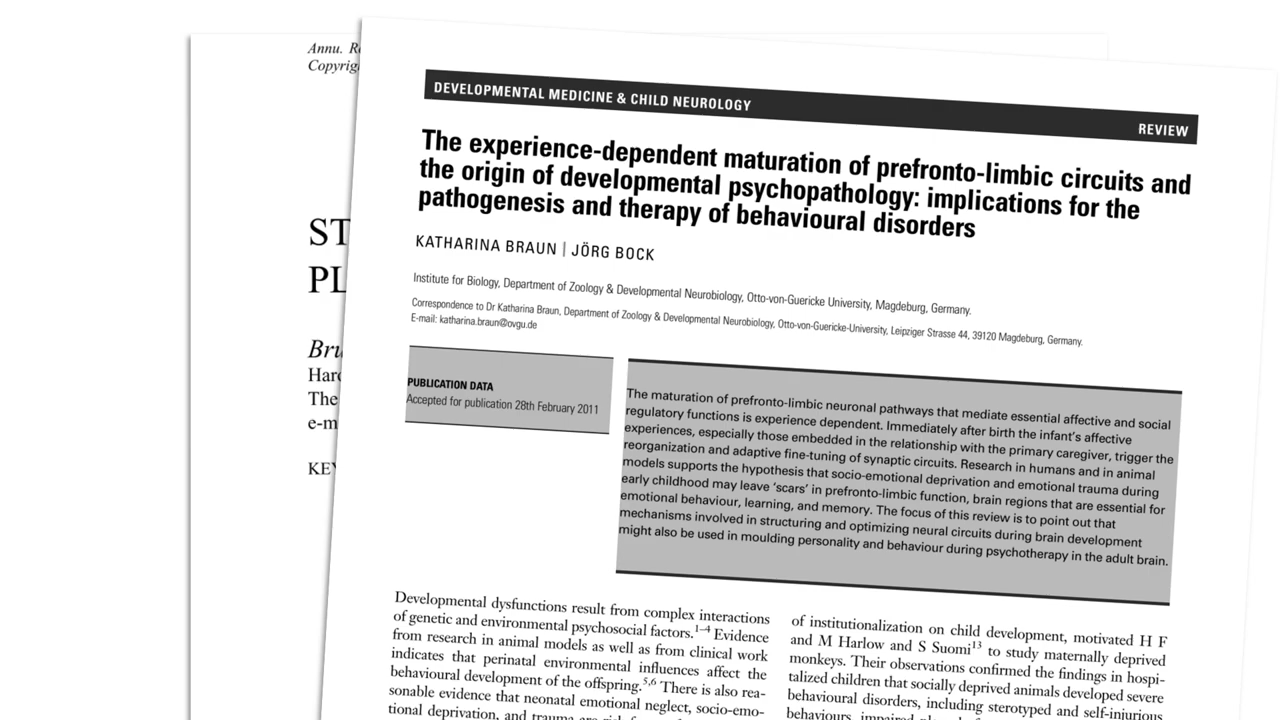 Annu.
Copyrig
ST
PL
Bru
Hard
The
e-m
KEY
DEVELOPMENTAL MEDICINE & CHILD NEUROLOGY
REVIEW
The experience-dependent maturation of prefronto-limbic circuits and
the origin of developmental psychopathology: implications for the
pathogenesis and therapy of behavioural disorders
KATHARINA BRAUN | JÖRG BOCK
Institute for Biology, Department of Zoology & Developmental Neurobiology, Otto-von-Guericke University, Magdeburg, Germany.
Correspondence to Dr Katharina Braun, Department of Zoology & Developmental Neurobiology, Otto-von-Guericke-University, Leipziger Strasse 44, 39120 Magdeburg, Germany.
E-mail: katharina.braun@ovgu.de
PUBLICATION DATA
Accepted for publication 28th February 2011
The maturation of prefronto-limbic neuronal pathways that mediate essential affective and social
regulatory functions is experience dependent. Immediately after birth the infant's affective
experiences, especially those embedded in the relationship with the primary caregiver, trigger the
reorganization and adaptive fine-tuning of synaptic circuits. Research in humans and in animal
models supports the hypothesis that socio-emotional deprivation and emotional trauma during
early childhood may leave 'scars' in prefronto-limbic function, brain regions that are essential for
emotional behaviour, learning, and memory. The focus of this review is to point out that
mechanisms involved in structuring and optimizing neural circuits during brain development
might also be used in moulding personality and behaviour during psychotherapy in the adult brain.
Developmental dysfunctions result from complex interactions
of genetic and environmental psychosocial factors.1–4 Evidence
from research in animal models as well as from clinical work
indicates that perinatal environmental influences affect the
behavioural development of the offspring.5,6 There is also rea-
sonable evidence that neonatal emotional neglect, socio-emo-
tional deprivation, and trauma are
of institutionalization on child development, motivated H F
and M Harlow and S Suomi13 to study maternally deprived
monkeys. Their observations confirmed the findings in hospi-
talized children that socially deprived animals developed severe
behavioural disorders, including sterotyped and self-injurious
behaviours, impaired